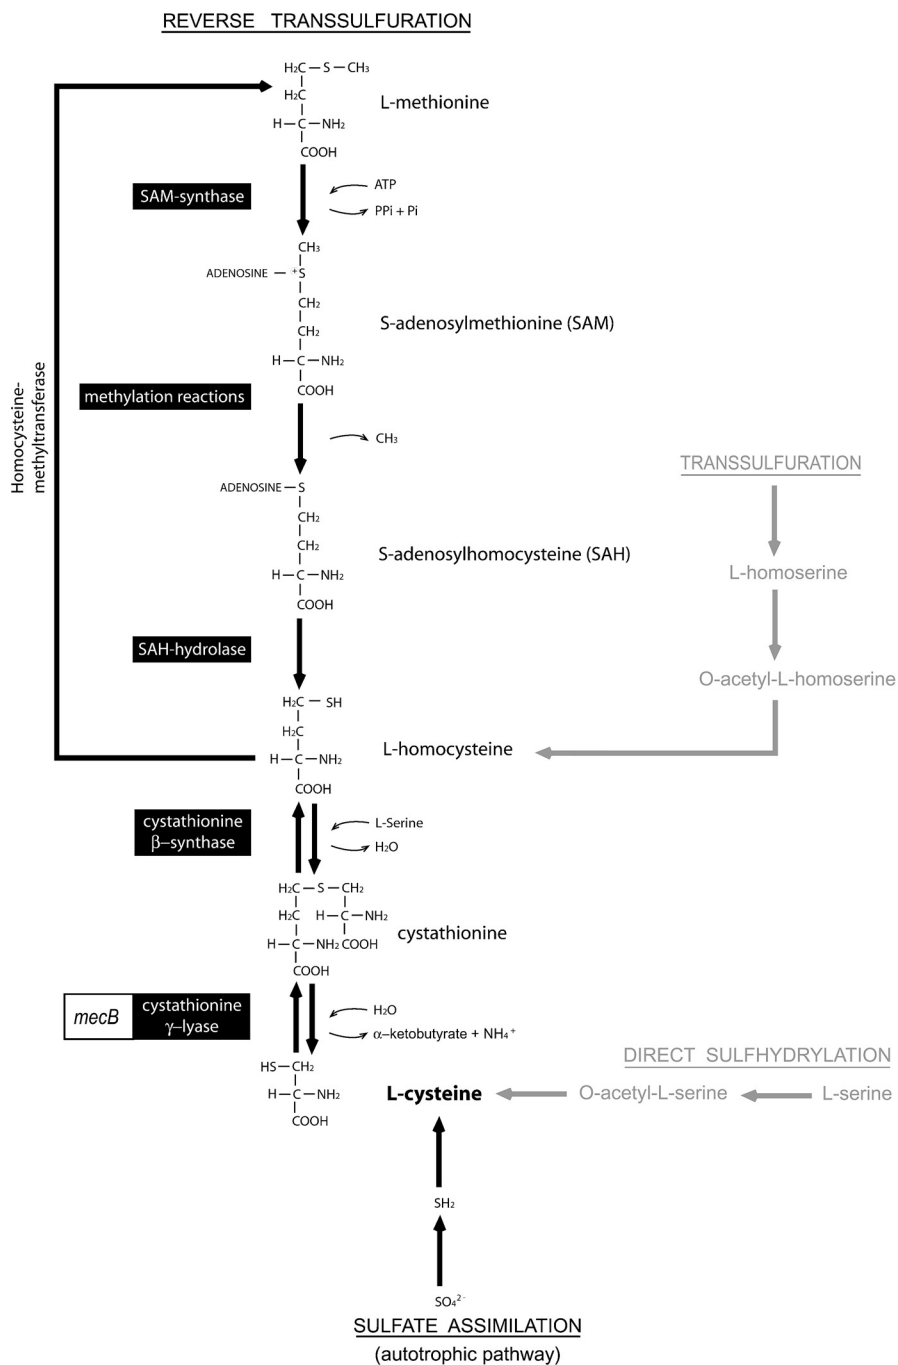 REVERSE TRANSSULFURATION
H₂C – S – CH₃
H₂C
L-methionine
H – C – NH₂
COOH
SAM-synthase
ATP
PPi + Pi
CH₃
ADENOSINE – ⁺S
CH₂
S-adenosylmethionine (SAM)
CH₂
H – C – NH₂
COOH
methylation reactions
CH₃
Homocysteine-
methyltransferase
TRANSSULFURATION
ADENOSINE – S
CH₂
CH₂
S-adenosylhomocysteine (SAH)
H – C – NH₂
COOH
L-homoserine
SAH-hydrolase
O-acetyl-L-homoserine
H₂C – SH
H₂C
L-homocysteine
H – C – NH₂
COOH
cystathionine
β–synthase
L-Serine
H₂O
H₂C – S – CH₂
H₂C H – C – NH₂
cystathionine
H – C – NH₂ COOH
COOH
mecB
cystathionine
γ–lyase
H₂O
α–ketobutyrate + NH₄⁺
DIRECT SULFHYDRYLATION
HS – CH₂
H – C – NH₂
COOH
L-cysteine
O-acetyl-L-serine
L-serine
SH₂
SO₄²⁻
SULFATE ASSIMILATION
(autotrophic pathway)